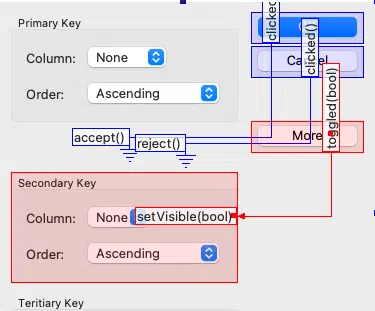 Primary Key
clicked()
Column:
None
Cancel
clicked()
Order:
Ascending
toggled(bool)
accept()
reject()
More
Secondary Key
Column:
None
setVisible(bool)
Order:
Ascending
Teritiary Key